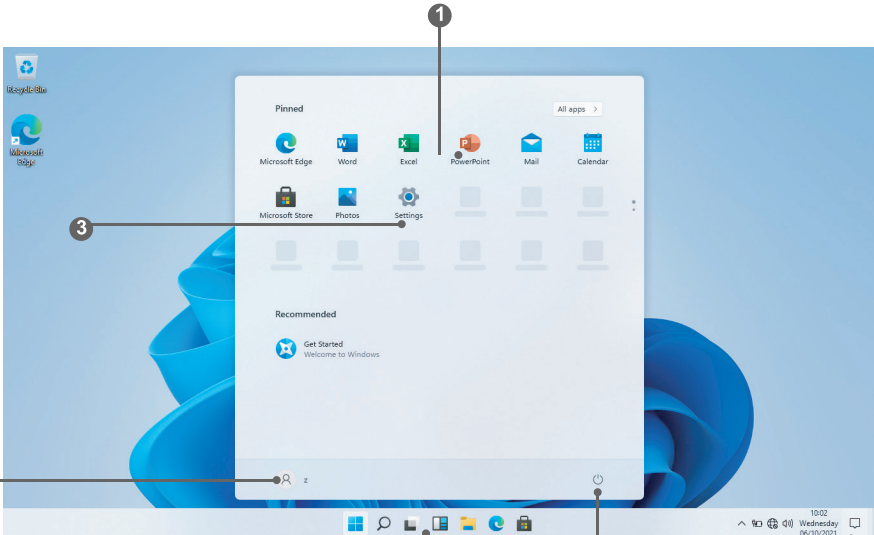 1
Recycle Bin
Microsoft
Edge
Pinned
All apps >
Microsoft Edge
Word
Excel
PowerPoint
Mail
Calendar
Microsoft Store
Photos
Settings
3
Recommended
Get Started
Welcome to Windows
z
10:02
Wednesday
06/10/2021